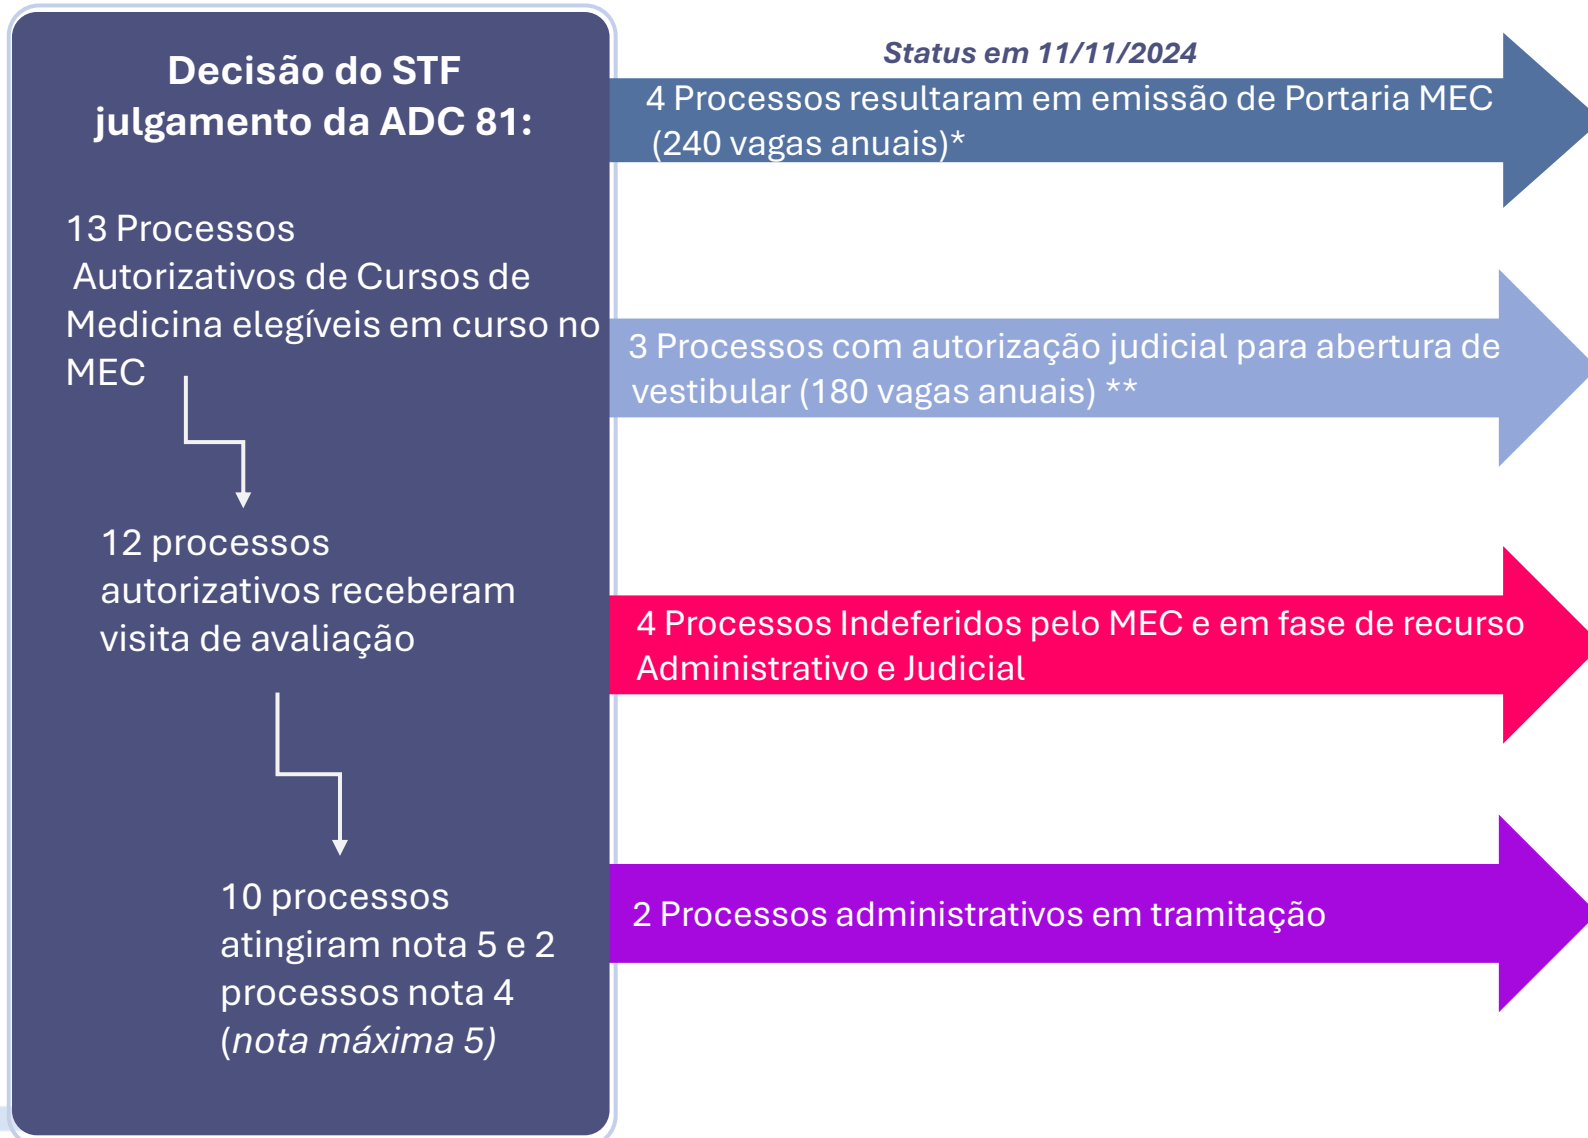 Decisão do STF
julgamento da ADC 81:
13 Processos
Autorizativos de Cursos de
Medicina elegíveis em curso no
MEC
12 processos
autorizativos receberam
visita de avaliação
10 processos
atingiram nota 5 e 2
processos nota 4
(nota máxima 5)
Status em 11/11/2024
4 Processos resultaram em emissão de Portaria MEC
(240 vagas anuais)*
3 Processos com autorização judicial para abertura de
vestibular (180 vagas anuais) **
4 Processos Indeferidos pelo MEC e em fase de recurso
Administrativo e Judicial
2 Processos administrativos em tramitação